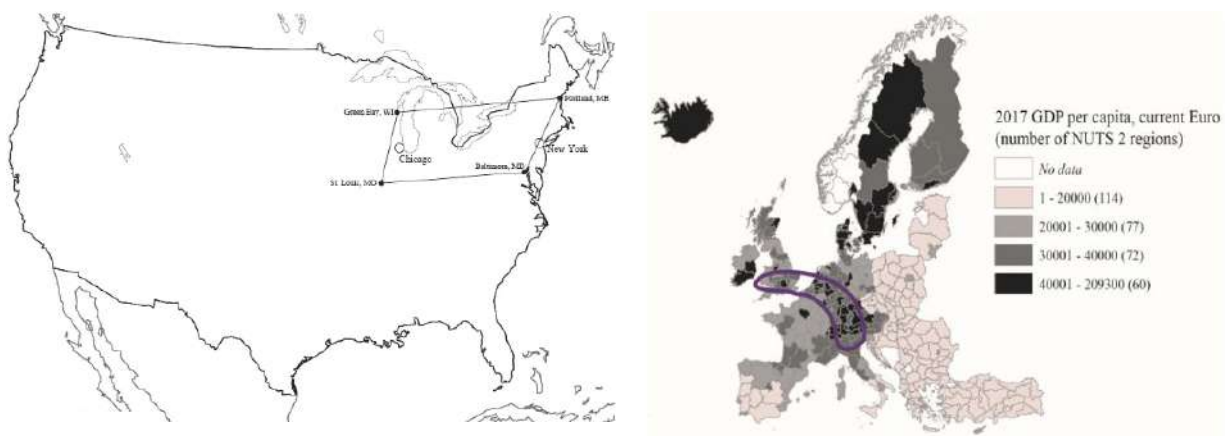 Green Bay, WI
Portland, ME
Chicago
New York
Baltimore, MD
St. Louis, MO
2017 GDP per capita, current Euro
(number of NUTS 2 regions)
No data
1 - 20000 (114)
20001 - 30000 (77)
30001 - 40000 (72)
40001 - 209300 (60)